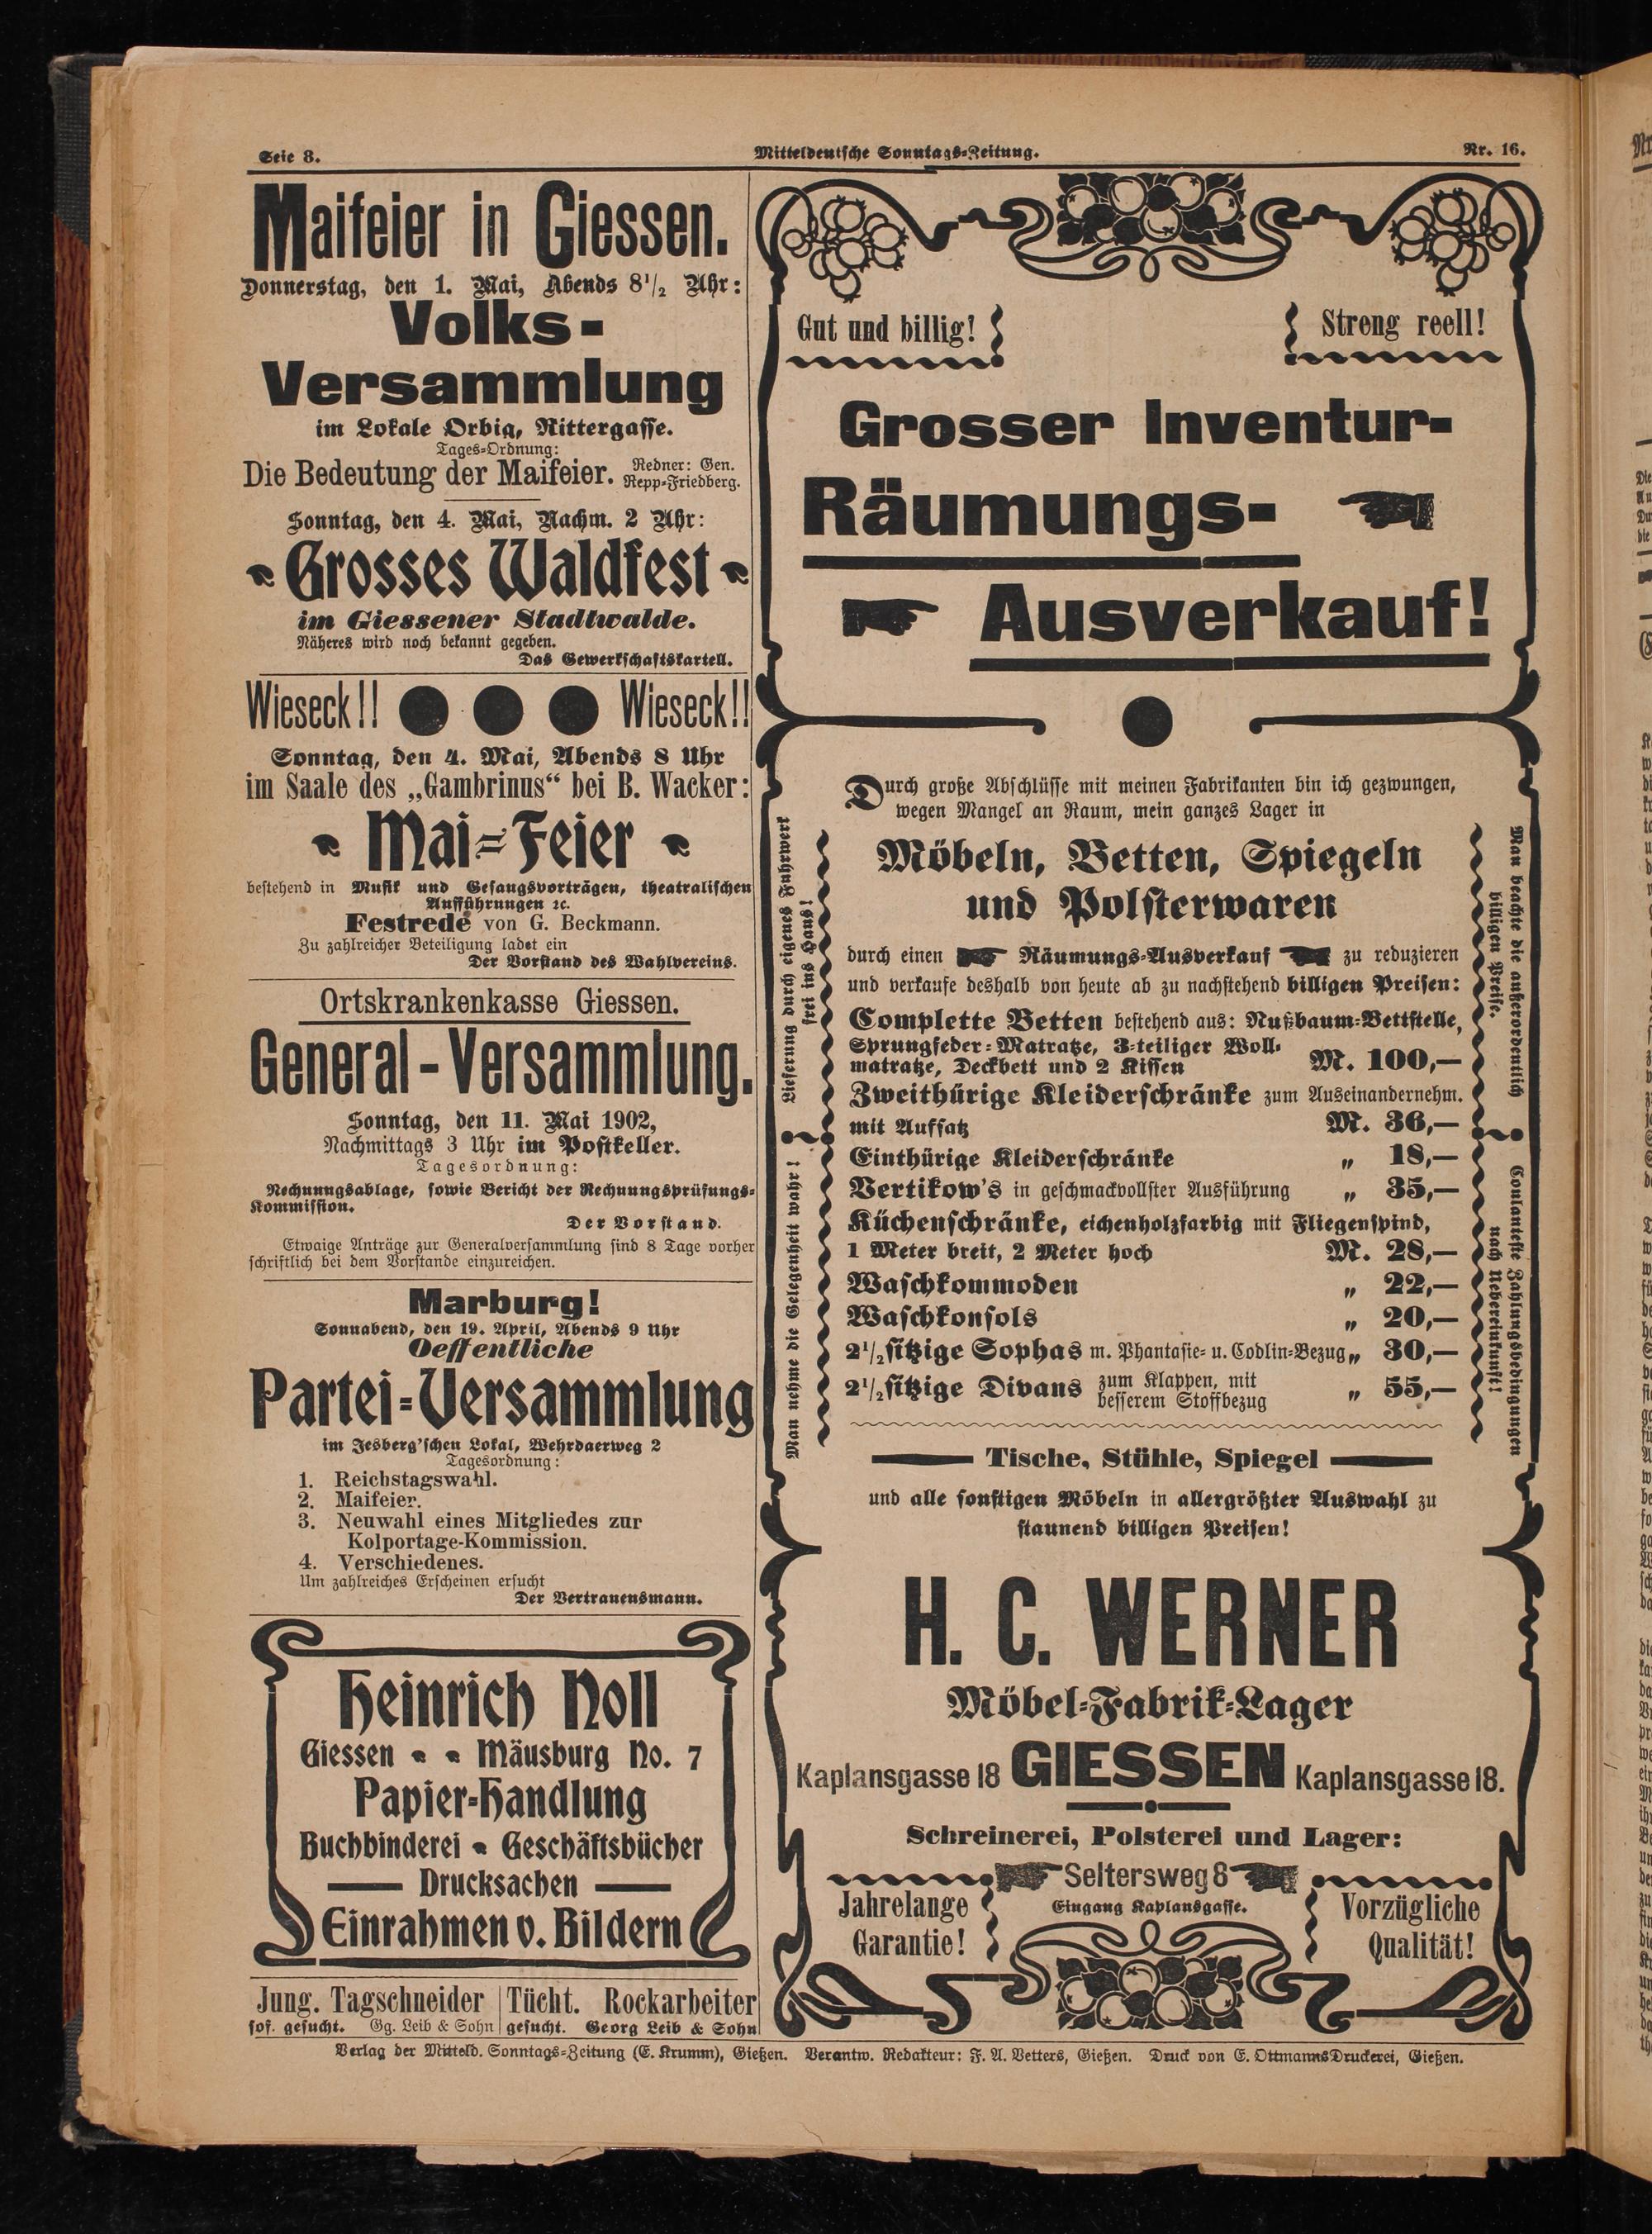 Seie 8.
Mitteldeutsche Sonntags-Zeitung.
Nr. 16.
Maifeier in Giessen.
Donnerstag, den 1. Mai, Abends 8½ Uhr:
Volks-
Versammlung
im Lokale Orbig, Rittergasse.
Tages-Ordnung:
Die Bedeutung der Maifeier. Redner: Gen.
Repp-Friedberg.
Sonntag, den 4. Mai, Nachm. 2 Uhr:
Grosses Waldfest
im Giessener Stadtwalde.
Näheres wird noch bekannt gegeben.
Das Gewerkschaftskartell.
Wieseck!! ● ● ● Wieseck!!
Sonntag, den 4. Mai, Abends 8 Uhr
im Saale des „Gambrinus“ bei B. Wacker:
Mai-Feier
bestehend in Musik und Gesangsvorträgen, theatralischen
Aufführungen ꝛc.
Festrede von G. Beckmann.
Zu zahlreicher Beteiligung ladet ein
Der Vorstand des Wahlvereins.
Ortskrankenkasse Giessen.
General-Versammlung.
Sonntag, den 11. Mai 1902,
Nachmittags 3 Uhr im Postkeller.
Tagesordnung:
Rechnungsablage, sowie Bericht der Rechnungsprüfungs-
Kommission.
Der Vorstand.
Etwaige Anträge zur Generalversammlung sind 8 Tage vorher
schriftlich bei dem Vorstande einzureichen.
Marburg!
Sonnabend, den 19. April, Abends 9 Uhr
Oeffentliche
Partei-Versammlung
im Jesberg'schen Lokal, Wehrdaerweg 2
Tagesordnung:
1. Reichstagswahl.
2. Maifeier.
3. Neuwahl eines Mitgliedes zur
Kolportage-Kommission.
4. Verschiedenes.
Um zahlreiches Erscheinen ersucht
Der Vertrauensmann.
Heinrich Noll
Giessen Mäusburg No. 7
Papier-Handlung
Buchbinderei Geschäftsbücher
Drucksachen
Einrahmen v. Bildern
Jung. Tagschneider
sof. gesucht. Gg. Leib & Sohn
Tücht. Rockarbeiter
gesucht. Georg Leib & Sohn
Gut und billig!
Streng reell!
Grosser Inventur-
Räumungs-
Ausverkauf!
Durch große Abschlüsse mit meinen Fabrikanten bin ich gezwungen,
wegen Mangel an Raum, mein ganzes Lager in
Möbeln, Betten, Spiegeln
und Polsterwaren
durch einen Räumungs-Ausverkauf zu reduzieren
und verkaufe deshalb von heute ab zu nachstehend billigen Preisen:
Complette Betten bestehend aus: Nußbaum-Bettstelle,
Sprungfeder-Matratze, 3-teiliger Woll-
matratze, Deckbett und 2 Kissen M. 100,—
Zweithürige Kleiderschränke zum Auseinandernehm.
mit Aufsatz M. 36,—
Einthürige Kleiderschränke „ 18,—
Vertikow's in geschmackvollster Ausführung „ 35,—
Küchenschränke, eichenholzfarbig mit Fliegenspind,
1 Meter breit, 2 Meter hoch M. 28,—
Waschkommoden „ 22,—
Waschkonsols „ 20,—
2½sitzige Sophas m. Phantasie- u. Codlin-Bezug „ 30,—
2½sitzige Divans zum Klappen, mit
besserem Stoffbezug „ 55,—
Lieferung durch eigenes Fuhrwerk
frei ins Haus!
Man nehme die Gelegenheit wahr!
Man beachte die außerordentlich
billigen Preise.
Coulanteste Zahlungsbedingungen
nach Uebereinkunft!
Tische, Stühle, Spiegel
und alle sonstigen Möbeln in allergrößter Auswahl zu
staunend billigen Preisen!
H. C. WERNER
Möbel-Fabrik-Lager
Kaplansgasse 18 GIESSEN Kaplansgasse 18.
Schreinerei, Polsterei und Lager:
Seltersweg 8
Eingang Kaplansgasse.
Jahrelange
Garantie!
Vorzügliche
Qualität!
Verlag der Mitteld. Sonntags-Zeitung (E. Krumm), Gießen. Verantw. Redakteur: F. A. Vetters, Gießen. Druck von E. Ottmanns Druckerei, Gießen.